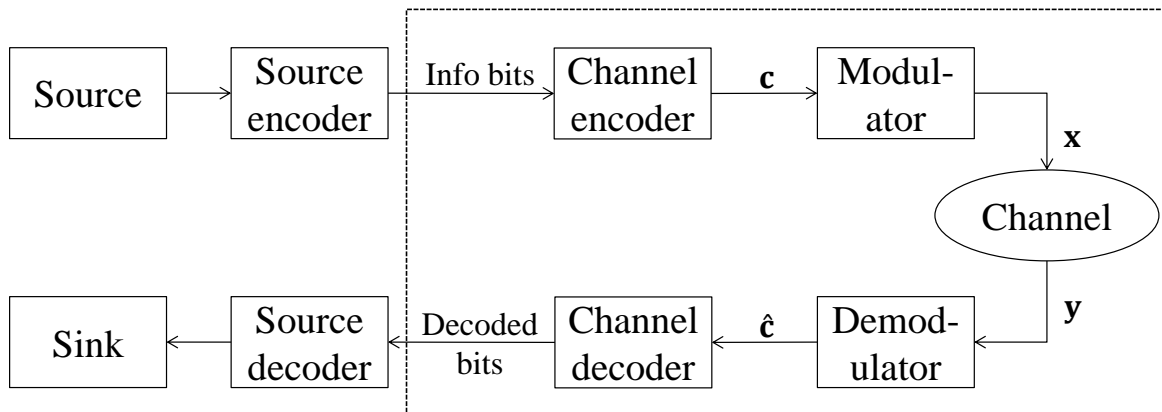 Source
Source
encoder
Info bits
Channel
encoder
c
Modul-
ator
x
Channel
y
Sink
Source
decoder
Decoded
bits
Channel
decoder
ĉ
Demod-
ulator